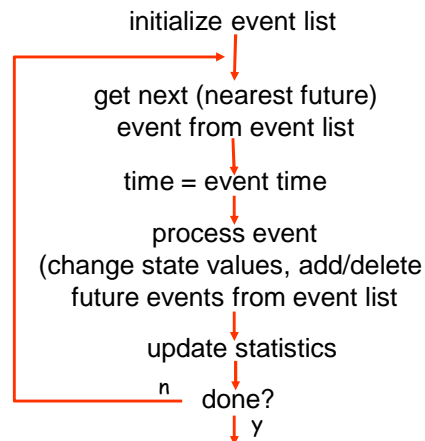 initialize event list
get next (nearest future)
event from event list
time = event time
process event
(change state values, add/delete
future events from event list
update statistics
n
done?
y